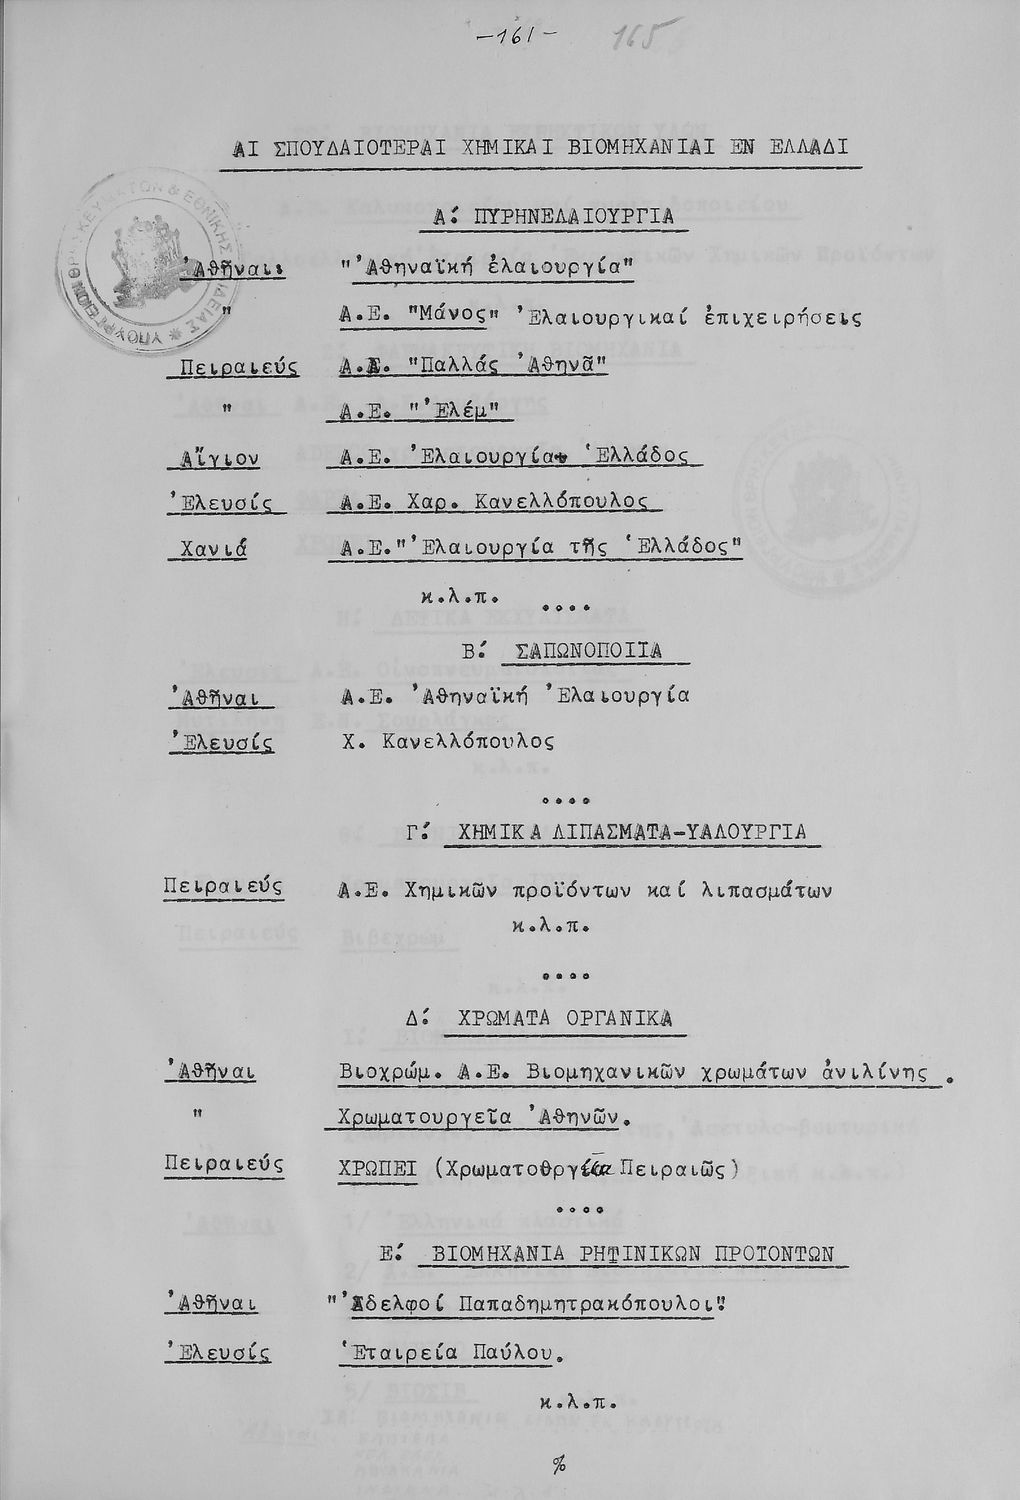 -161- 165
ΑΙ ΣΠΟΥΔΑΙΟΤΕΡΑΙ ΧΗΜΙΚΑΙ ΒΙΟΜΗΧΑΝΙΑΙ ΕΝ ΕΛΛΑΔΙ
Α΄: ΠΥΡΗΝΕΛΑΙΟΥΡΓΙΑ
Ἀθῆναι "Ἀθηναϊκή ἐλαιουργία"
" Α.Ε. "Μάνος" Ἐλαιουργικαί ἐπιχειρήσεις
Πειραιεύς Α.Ε. "Παλλάς Ἀθηνᾶ"
" Α.Ε. "Ἐλέμ"
Αἴγιον Α.Ε. Ἐλαιουργία Ἑλλάδος
Ἐλευσίς Α.Ε. Χαρ. Κανελλόπουλος
Χανιά Α.Ε."Ἐλαιουργία τῆς Ἑλλάδος"
κ.λ.π.
....
Β΄: ΣΑΠΩΝΟΠΟΙΙΑ
Ἀθῆναι Α.Ε. Ἀθηναϊκή Ἐλαιουργία
Ἐλευσίς Χ. Κανελλόπουλος
....
Γ΄: ΧΗΜΙΚΑ ΛΙΠΑΣΜΑΤΑ-ΥΑΛΟΥΡΓΙΑ
Πειραιεύς Α.Ε. Χημικῶν προϊόντων καί λιπασμάτων
κ.λ.π.
....
Δ΄: ΧΡΩΜΑΤΑ ΟΡΓΑΝΙΚΑ
Ἀθῆναι Βιοχρώμ. Α.Ε. Βιομηχανικῶν χρωμάτων ἀνιλίνης.
" Χρωματουργεῖα Ἀθηνῶν.
Πειραιεύς ΧΡΩΠΕΙ (Χρωματοθργεῖα Πειραιῶς)
....
Ε΄: ΒΙΟΜΗΧΑΝΙΑ ΡΗΤΙΝΙΚΩΝ ΠΡΟΙΟΝΤΩΝ
Ἀθῆναι "Ἀδελφοί Παπαδημητρακόπουλοι".
Ἐλευσίς Ἑταιρεία Παύλου.
κ.λ.π.
%